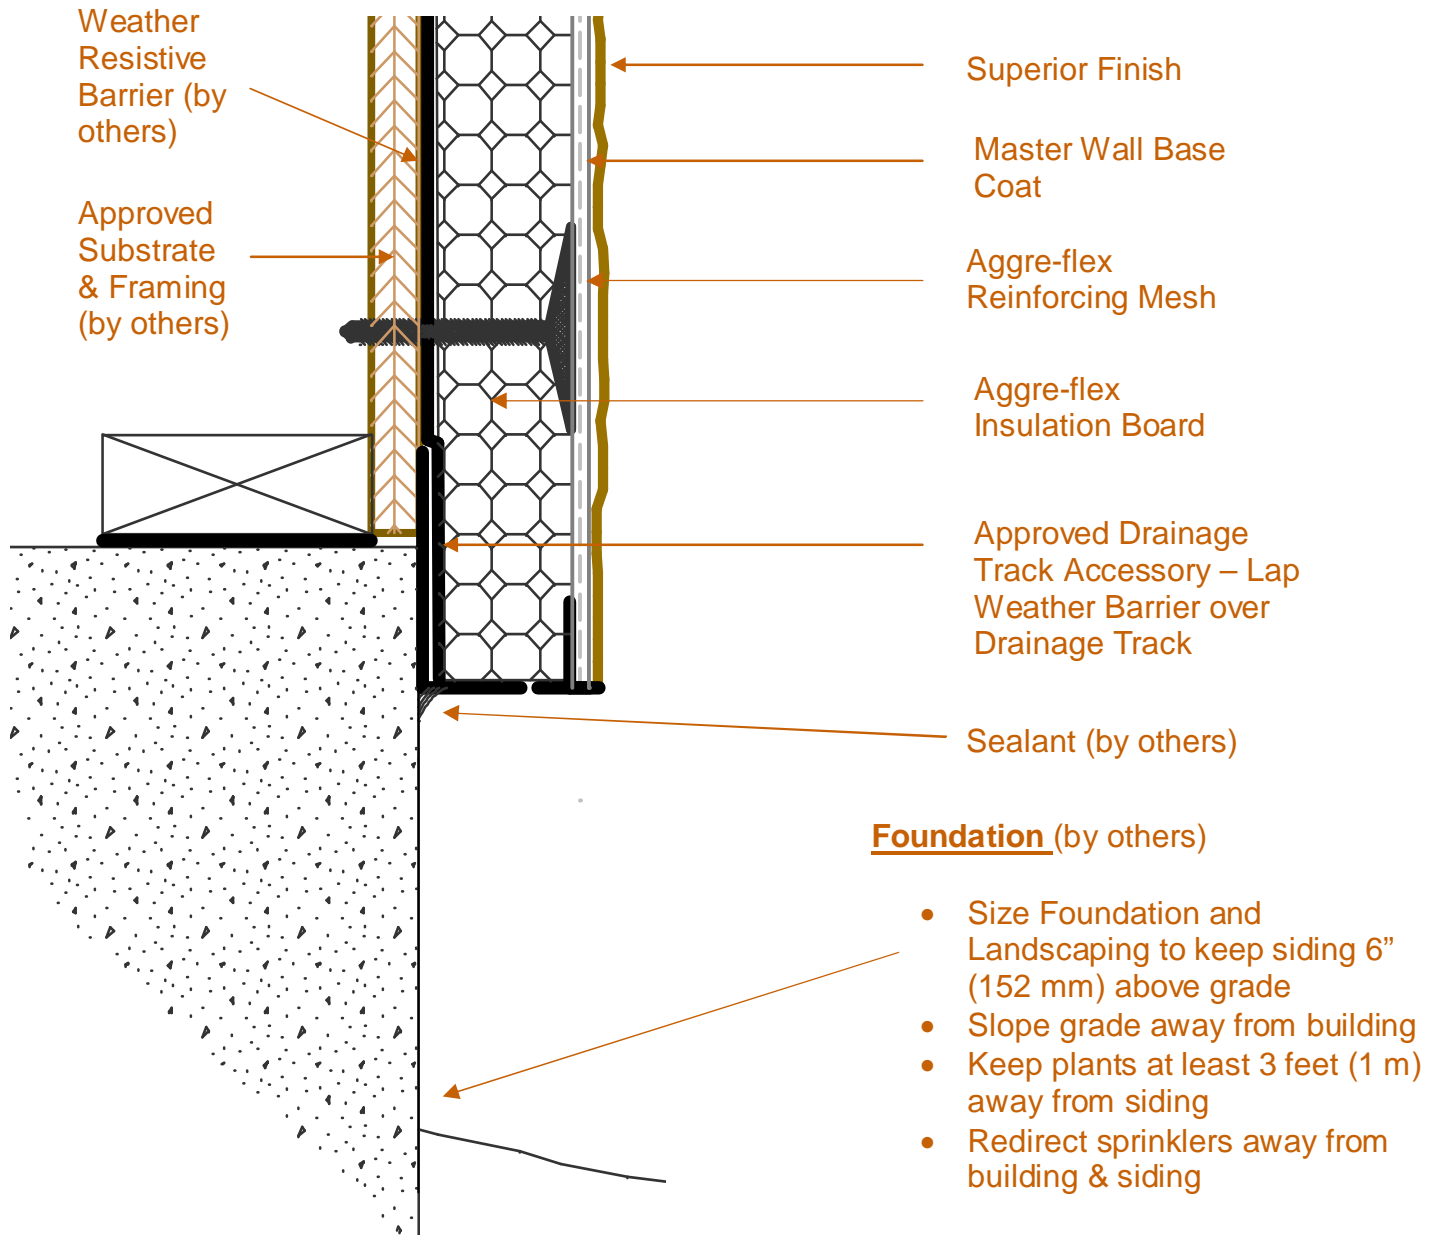 Weather
Resistive
Barrier (by
others)
Approved
Substrate
& Framing
(by others)
Superior Finish
Master Wall Base
Coat
Aggre-flex
Reinforcing Mesh
Aggre-flex
Insulation Board
Approved Drainage
Track Accessory – Lap
Weather Barrier over
Drainage Track
Sealant (by others)
Foundation (by others)
• Size Foundation and
Landscaping to keep siding 6”
(152 mm) above grade
• Slope grade away from building
• Keep plants at least 3 feet (1 m)
away from siding
• Redirect sprinklers away from
building & siding